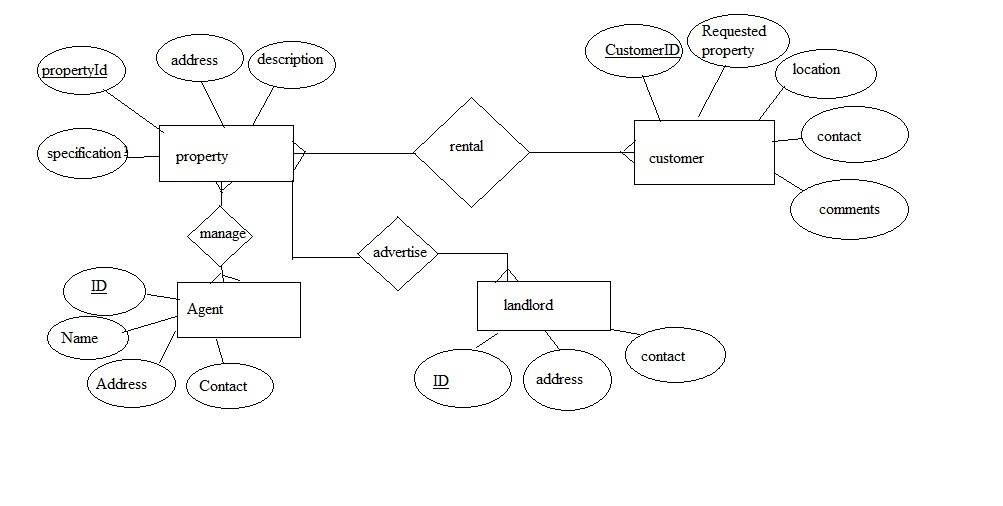 propertyId
address
description
specification
property
rental
CustomerID
Requested
property
location
contact
customer
comments
manage
advertise
ID
Agent
Name
Address
Contact
landlord
ID
address
contact